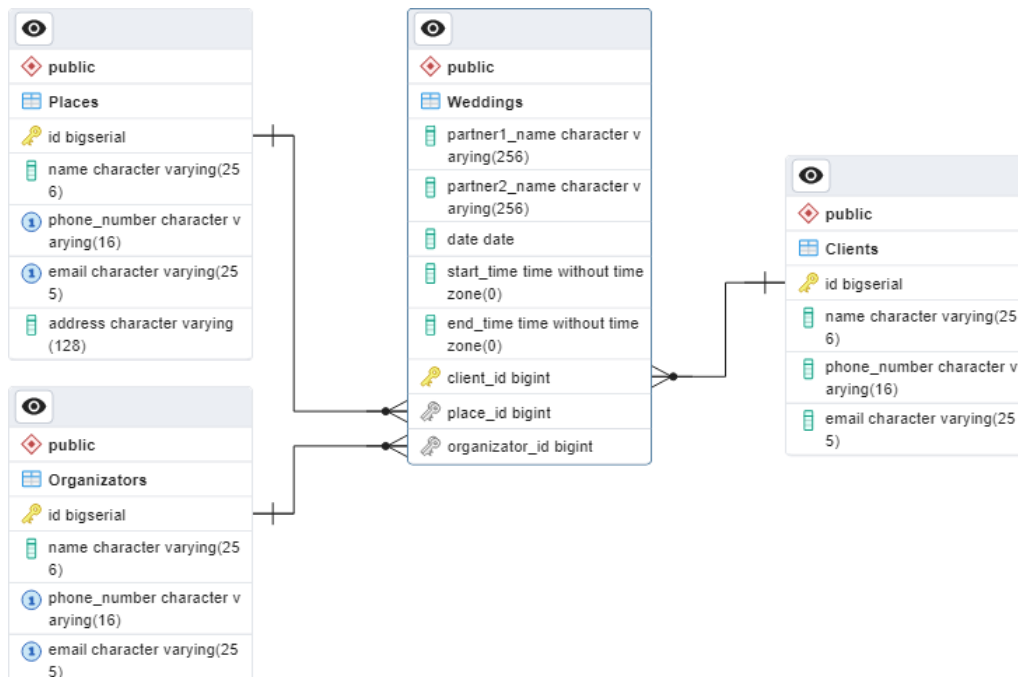 public
Places
id bigserial
name character varying(25
6)
phone_number character v
arying(16)
email character varying(25
5)
address character varying
(128)
public
Organizators
id bigserial
name character varying(25
6)
phone_number character v
arying(16)
email character varying(25
5)
public
Weddings
partner1_name character v
arying(256)
partner2_name character v
arying(256)
date date
start_time time without time
zone(0)
end_time time without time
zone(0)
client_id bigint
place_id bigint
organizator_id bigint
public
Clients
id bigserial
name character varying(25
6)
phone_number character v
arying(16)
email character varying(25
5)